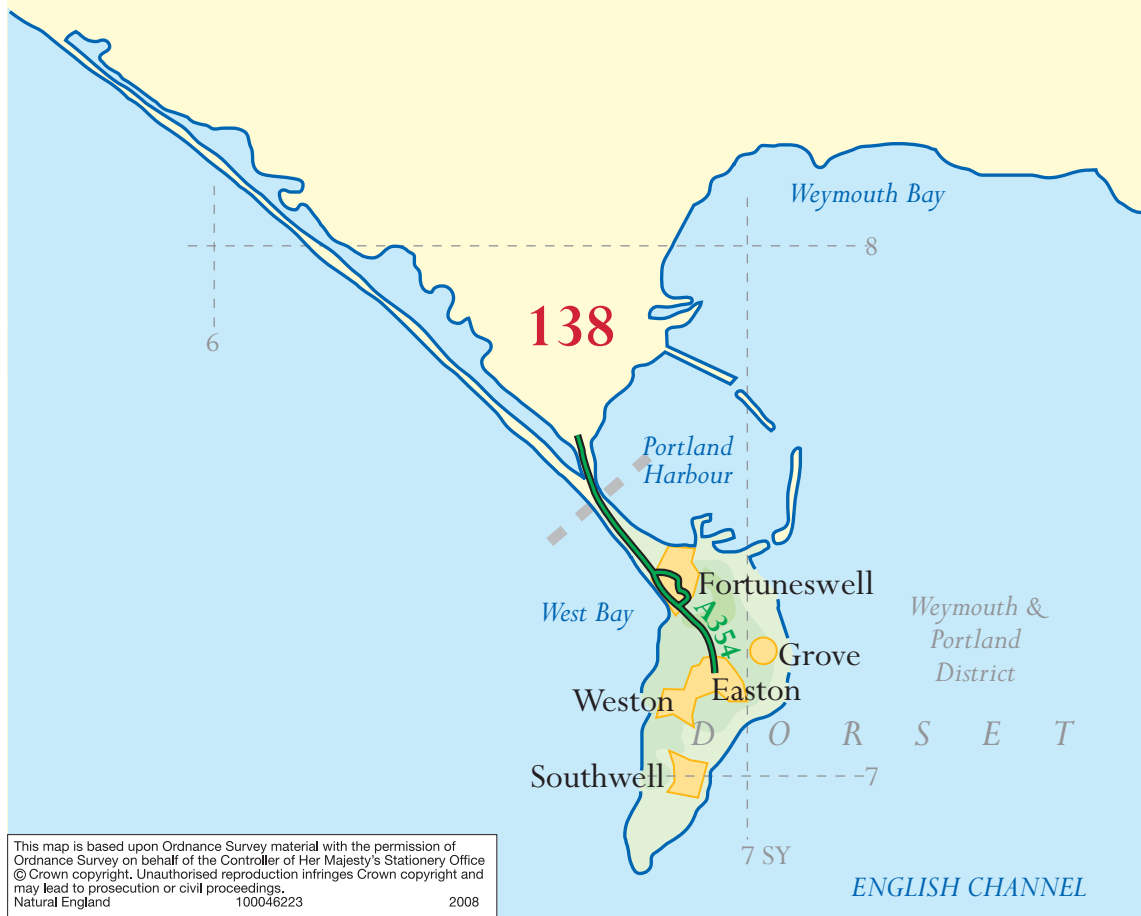 Weymouth Bay
8
138
6
Portland
Harbour
Fortuneswell
West Bay
A354
Weymouth &
Portland
District
Grove
Easton
Weston
D O R S E T
Southwell
7
7 SY
ENGLISH CHANNEL
This map is based upon Ordnance Survey material with the permission of
Ordnance Survey on behalf of the Controller of Her Majesty's Stationery Office
© Crown copyright. Unauthorised reproduction infringes Crown copyright and
may lead to prosecution or civil proceedings.
Natural England 100046223 2008